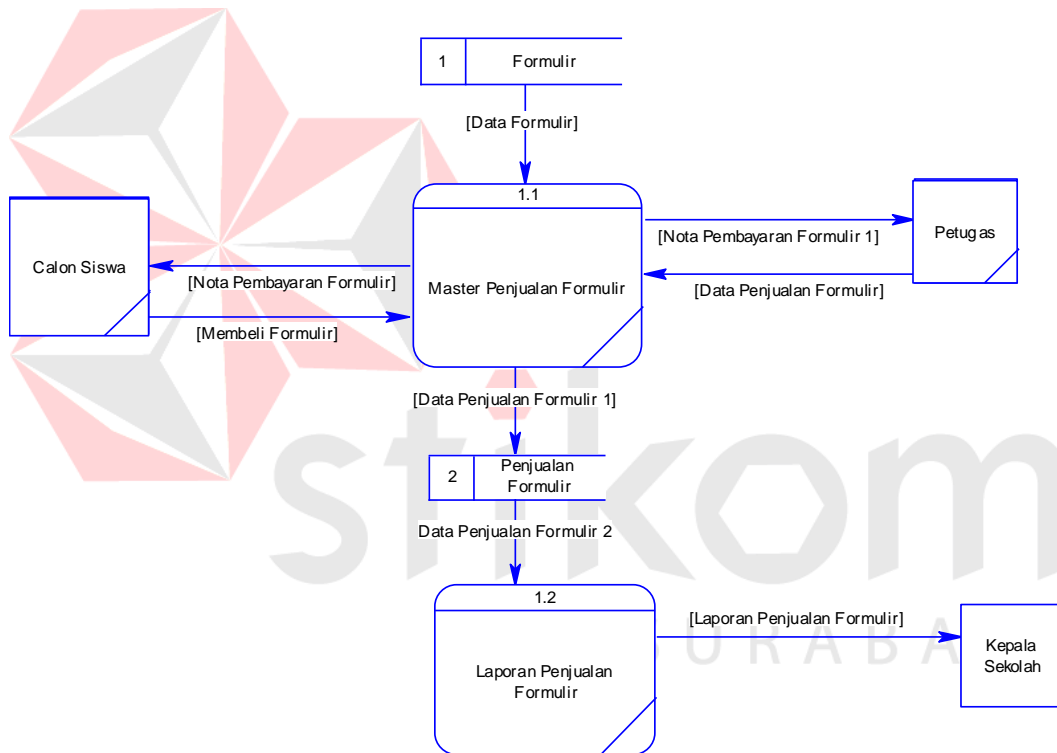 1
Formulir
[Data Formulir]
1.1
Master Penjualan Formulir
[Nota Pembayaran Formulir 1]
Petugas
[Data Penjualan Formulir]
Calon Siswa
[Nota Pembayaran Formulir]
[Membeli Formulir]
[Data Penjualan Formulir 1]
stikom
2
Penjualan
Formulir
Data Penjualan Formulir 2
1.2
Laporan Penjualan
Formulir
[Laporan Penjualan Formulir]
Kepala
Sekolah